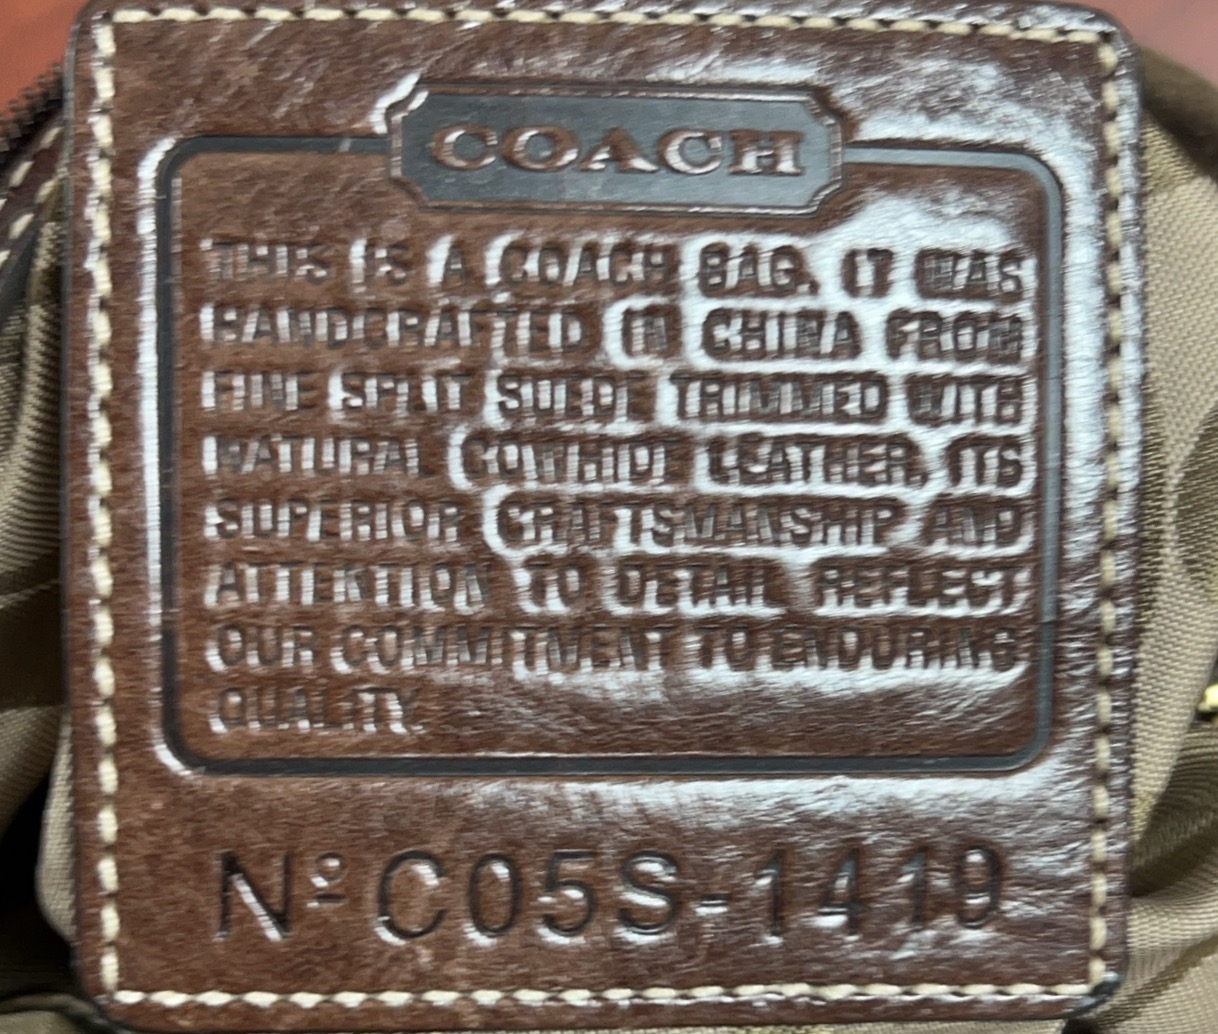 COACH
THIS IS A COACH BAG. IT WAS
HANDCRAFTED IN CHINA FROM
FINE SPLIT SUEDE TRIMMED WITH
NATURAL COWHIDE LEATHER. ITS
SUPERIOR CRAFTSMANSHIP AND
ATTENTION TO DETAIL REFLECT
OUR COMMITMENT TO ENDURING
QUALITY.
Nº C05S-1419